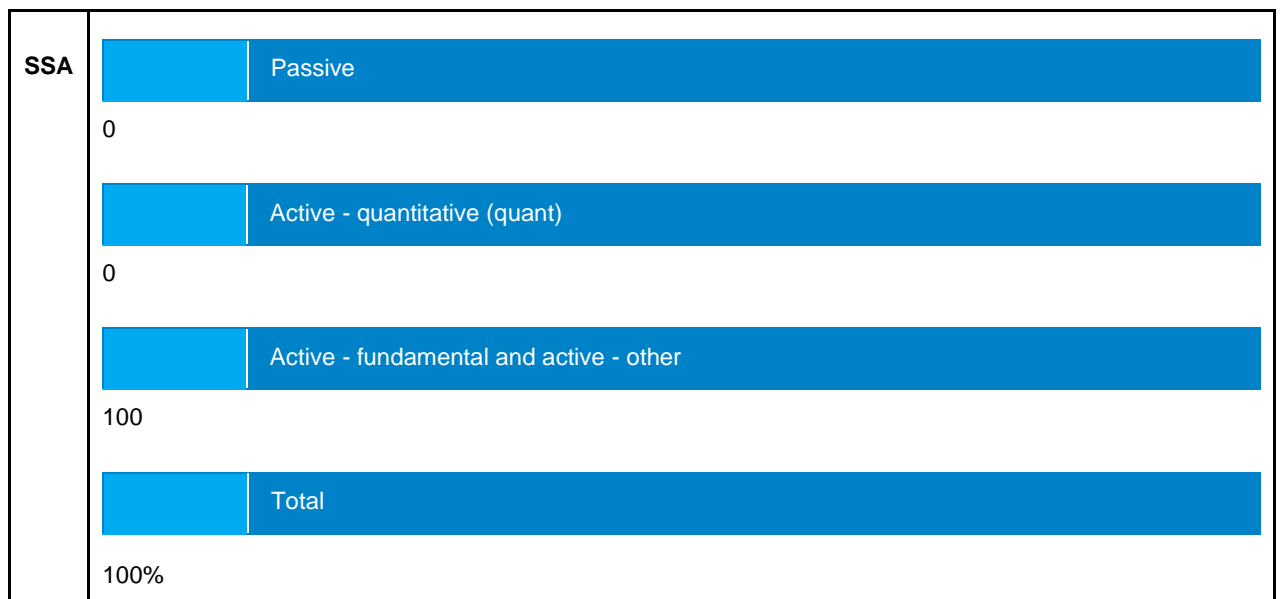 SSA
Passive
0
Active - quantitative (quant)
0
Active - fundamental and active - other
100
Total
100%